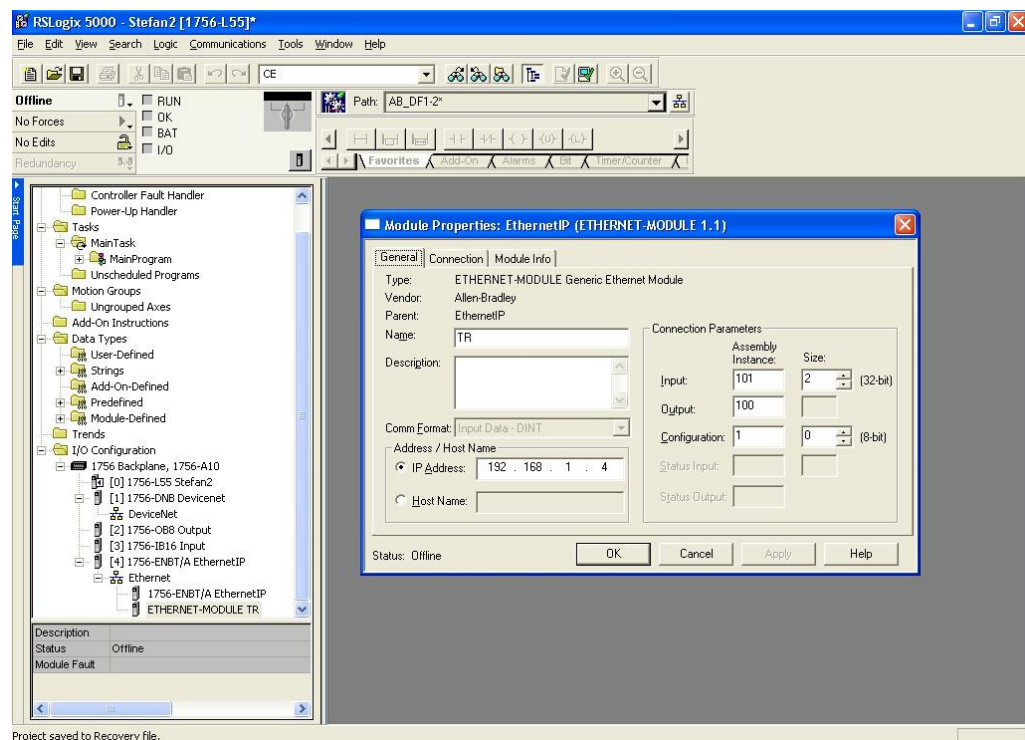 RSLogix 5000 - Stefan2 [1756-L55]*
File Edit View Search Logic Communications Tools Window Help
CE
Offline
RUN
No Forces
OK
BAT
No Edits
I/O
Redundancy
Path: AB_DF1-2*
Favorites Add-On Alarms Bit Timer/Counter
Start Page
Controller Fault Handler
Power-Up Handler
Tasks
MainTask
MainProgram
Unscheduled Programs
Motion Groups
Ungrouped Axes
Add-On Instructions
Data Types
User-Defined
Strings
Add-On-Defined
Predefined
Module-Defined
Trends
I/O Configuration
1756 Backplane, 1756-A10
[0] 1756-L55 Stefan2
[1] 1756-DNB Devicenet
DeviceNet
[2] 1756-OB8 Output
[3] 1756-IB16 Input
[4] 1756-ENBT/A EthernetIP
Ethernet
1756-ENBT/A EthernetIP
ETHERNET-MODULE TR
Description
Status Offline
Module Fault
Module Properties: EthernetIP (ETHERNET-MODULE 1.1)
General Connection Module Info
Type: ETHERNET-MODULE Generic Ethernet Module
Vendor: Allen-Bradley
Parent: EthernetIP
Name: TR
Description:
Comm Format: Input Data - DINT
Address / Host Name
IP Address: 192 . 168 . 1 . 4
Host Name:
Connection Parameters
Assembly Instance: Size:
Input: 101 2 (32-bit)
Output: 100
Configuration: 1 0 (8-bit)
Status Input:
Status Output:
Status: Offline
OK Cancel Apply Help
Project saved to Recovery file.